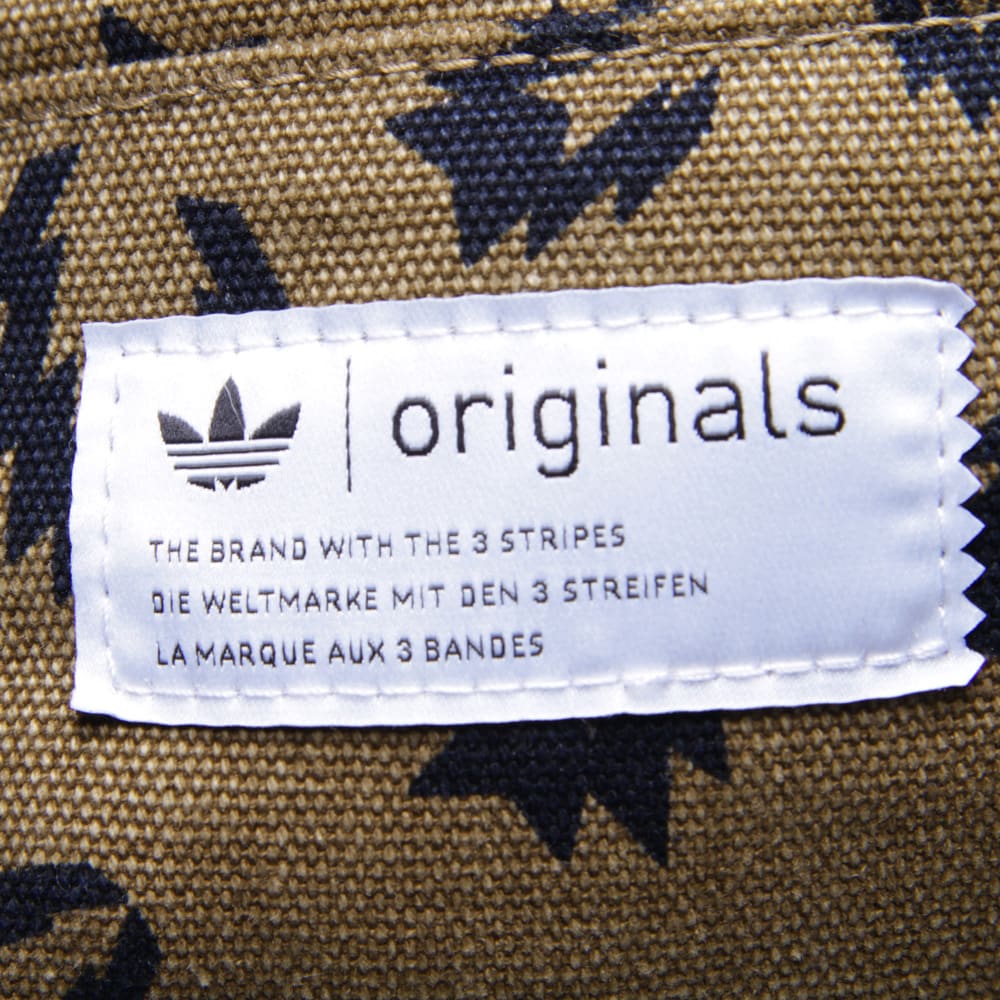 originals
THE BRAND WITH THE 3 STRIPES
DIE WELTMARKE MIT DEN 3 STREIFEN
LA MARQUE AUX 3 BANDES